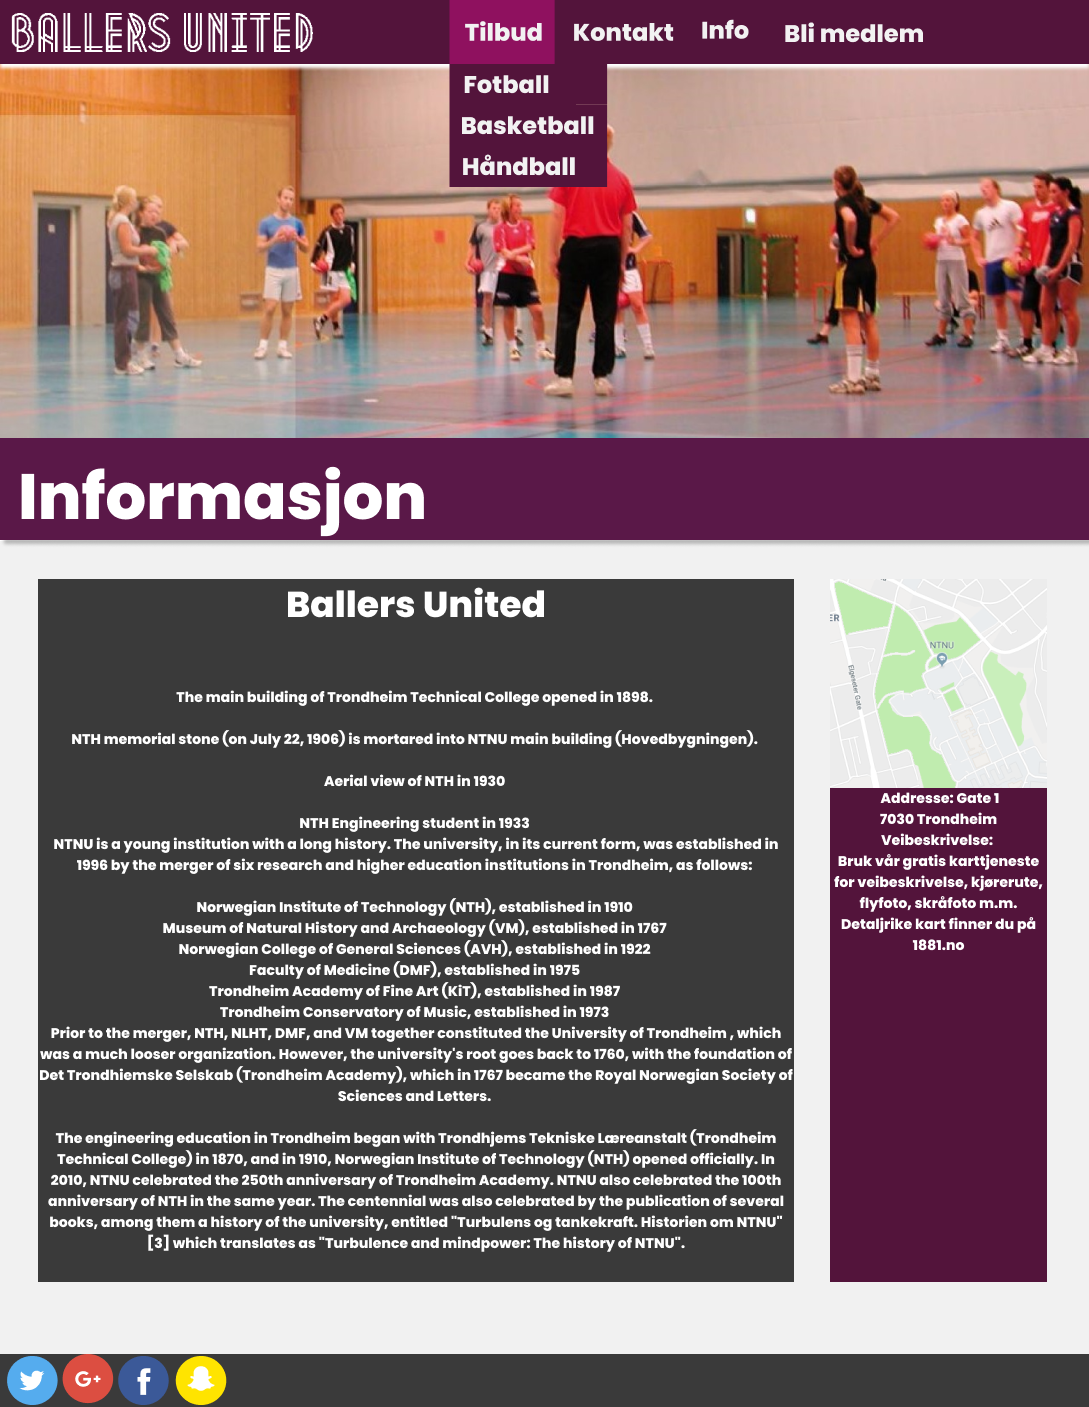 BALLERS UNITED
Tilbud
Kontakt
Info
Bli medlem
Fotball
Basketball
Håndball
Informasjon
Ballers United
The main building of Trondheim Technical College opened in 1898.
NTH memorial stone (on July 22, 1906) is mortared into NTNU main building (Hovedbygningen).
Aerial view of NTH in 1930
NTH Engineering student in 1933
NTNU is a young institution with a long history. The university, in its current form, was established in
1996 by the merger of six research and higher education institutions in Trondheim, as follows:
Norwegian Institute of Technology (NTH), established in 1910
Museum of Natural History and Archaeology (VM), established in 1767
Norwegian College of General Sciences (AVH), established in 1922
Faculty of Medicine (DMF), established in 1975
Trondheim Academy of Fine Art (KiT), established in 1987
Trondheim Conservatory of Music, established in 1973
Prior to the merger, NTH, NLHT, DMF, and VM together constituted the University of Trondheim , which
was a much looser organization. However, the university's root goes back to 1760, with the foundation of
Det Trondhiemske Selskab (Trondheim Academy), which in 1767 became the Royal Norwegian Society of
Sciences and Letters.
The engineering education in Trondheim began with Trondhjems Tekniske Læreanstalt (Trondheim
Technical College) in 1870, and in 1910, Norwegian Institute of Technology (NTH) opened officially. In
2010, NTNU celebrated the 250th anniversary of Trondheim Academy. NTNU also celebrated the 100th
anniversary of NTH in the same year. The centennial was also celebrated by the publication of several
books, among them a history of the university, entitled "Turbulens og tankekraft. Historien om NTNU"
[3] which translates as "Turbulence and mindpower: The history of NTNU".
ER
NTNU
Elgeseter Gate
Addresse: Gate 1
7030 Trondheim
Veibeskrivelse:
Bruk vår gratis karttjeneste
for veibeskrivelse, kjørerute,
flyfoto, skråfoto m.m.
Detaljrike kart finner du på
1881.no
G+
f